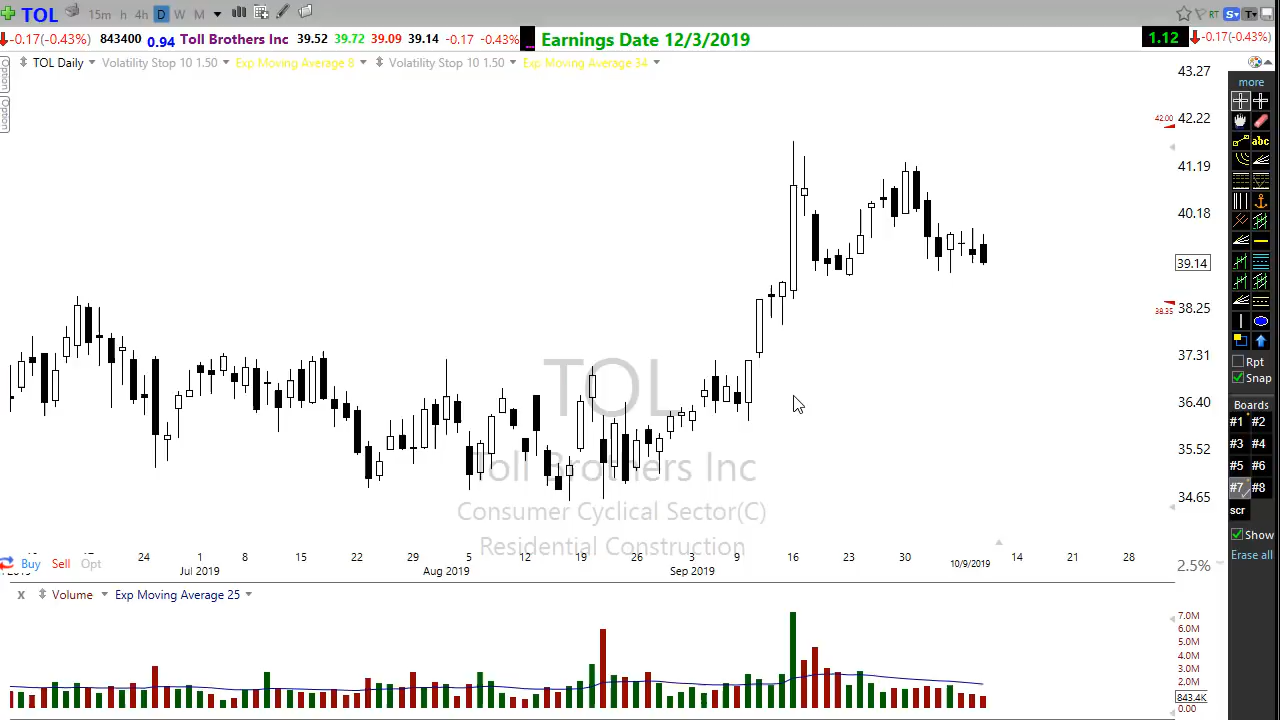 TOL 15m h 4h D W M RT S T
-0.17(-0.43%) 843400 0.94 Toll Brothers Inc 39.52 39.72 39.09 39.14 -0.17 -0.43% Earnings Date 12/3/2019 1.12 -0.17(-0.43%)
TOL Daily Volatility Stop 10 1.50 Exp Moving Average 8 Volatility Stop 10 1.50 Exp Moving Average 34
Option
Option
43.27
42.22
42.00
41.19
40.18
39.14
38.25
38.35
37.31
36.40
35.52
34.65
more
abc
Rpt
Snap
Boards
#1 #2
#3 #4
#5 #6
#7 #8
scr
Show
Erase all
TOL
Toll Brothers Inc
Consumer Cyclical Sector(C)
Residential Construction
24 1 8 15 22 29 5 12 19 26 3 9 16 23 30 10/9/2019 14 21 28
Buy Sell Opt
Jul 2019 Aug 2019 Sep 2019
2.5%
X Volume Exp Moving Average 25
7.0M
6.0M
5.0M
4.0M
3.0M
2.0M
843.4K
0.00